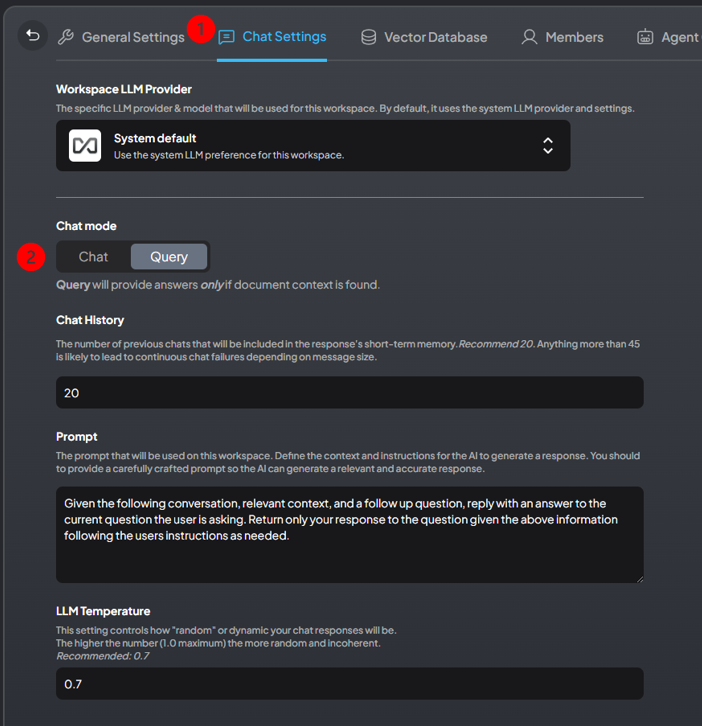 General Settings 1 Chat Settings Vector Database Members Agent
Workspace LLM Provider
The specific LLM provider & model that will be used for this workspace. By default, it uses the system LLM provider and settings.
System default
Use the system LLM preference for this workspace.
Chat mode
2 Chat Query
Query will provide answers only if document context is found.
Chat History
The number of previous chats that will be included in the response's short-term memory.Recommend 20. Anything more than 45
is likely to lead to continuous chat failures depending on message size.
20
Prompt
The prompt that will be used on this workspace. Define the context and instructions for the AI to generate a response. You should
to provide a carefully crafted prompt so the AI can generate a relevant and accurate response.
Given the following conversation, relevant context, and a follow up question, reply with an answer to the
current question the user is asking. Return only your response to the question given the above information
following the users instructions as needed.
LLM Temperature
This setting controls how "random" or dynamic your chat responses will be.
The higher the number (1.0 maximum) the more random and incoherent.
Recommended: 0.7
0.7